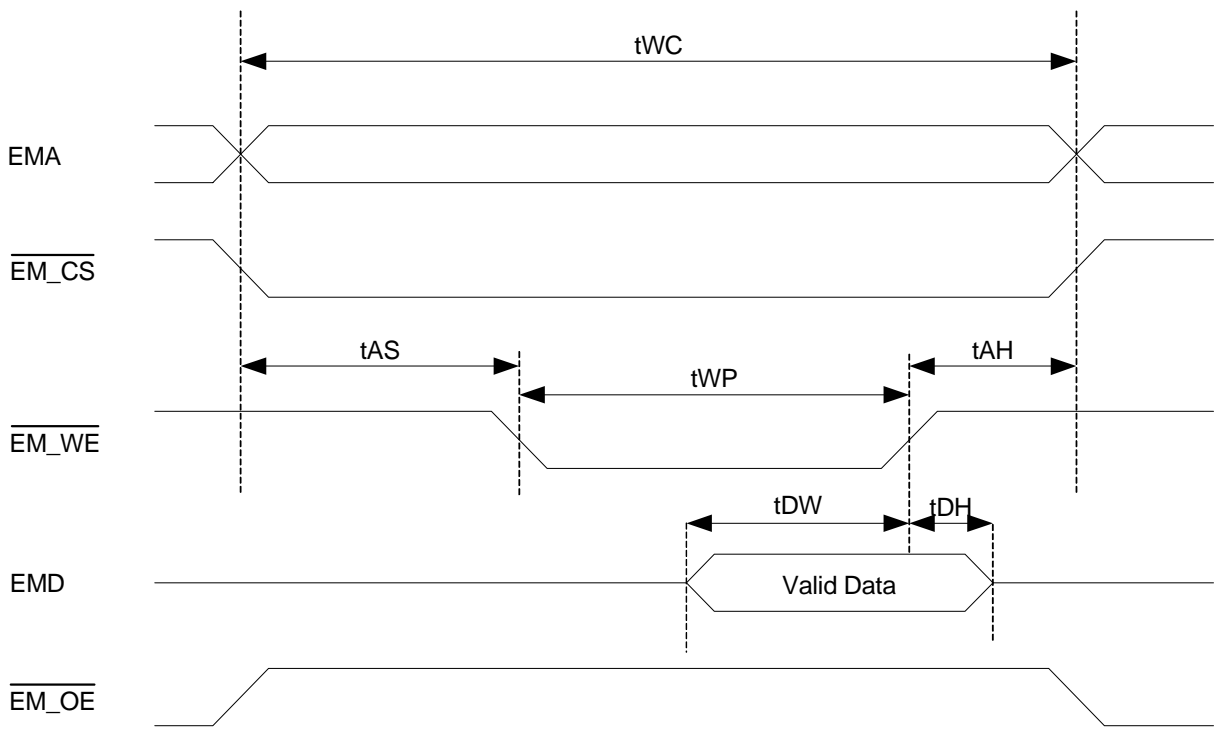 tWC
EMA
EM_CS
tAS
tWP
tAH
EM_WE
tDW
tDH
EMD
Valid Data
EM_OE